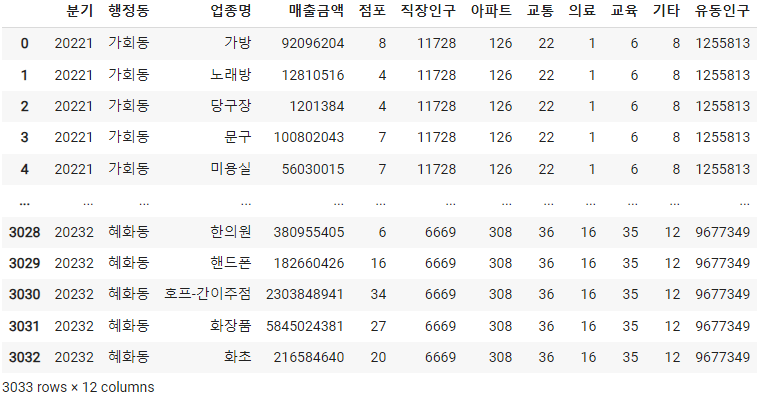 분기 행정동 업종명 매출금액 점포 직장인구 아파트 교통 의료 교육 기타 유동인구
0 20221 가회동 가방 92096204 8 11728 126 22 1 6 8 1255813
1 20221 가회동 노래방 12810516 4 11728 126 22 1 6 8 1255813
2 20221 가회동 당구장 1201384 4 11728 126 22 1 6 8 1255813
3 20221 가회동 문구 100802043 7 11728 126 22 1 6 8 1255813
4 20221 가회동 미용실 56030015 7 11728 126 22 1 6 8 1255813
... ... ... ... ... ... ... ... ... ... ... ... ...
3028 20232 혜화동 한의원 380955405 6 6669 308 36 16 35 12 9677349
3029 20232 혜화동 핸드폰 182660426 16 6669 308 36 16 35 12 9677349
3030 20232 혜화동 호프-간이주점 2303848941 34 6669 308 36 16 35 12 9677349
3031 20232 혜화동 화장품 5845024381 27 6669 308 36 16 35 12 9677349
3032 20232 혜화동 화초 216584640 20 6669 308 36 16 35 12 9677349
3033 rows × 12 columns